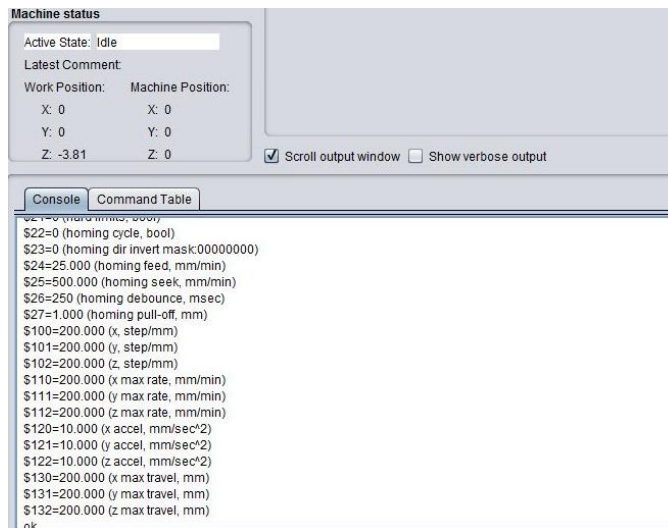 Machine status
Active State: Idle
Latest Comment:
Work Position: Machine Position:
X: 0 X: 0
Y: 0 Y: 0
Z: -3.81 Z: 0
Scroll output window Show verbose output
Console Command Table
$21=0 (hard limits, bool)
$22=0 (homing cycle, bool)
$23=0 (homing dir invert mask:00000000)
$24=25.000 (homing feed, mm/min)
$25=500.000 (homing seek, mm/min)
$26=250 (homing debounce, msec)
$27=1.000 (homing pull-off, mm)
$100=200.000 (x, step/mm)
$101=200.000 (y, step/mm)
$102=200.000 (z, step/mm)
$110=200.000 (x max rate, mm/min)
$111=200.000 (y max rate, mm/min)
$112=200.000 (z max rate, mm/min)
$120=10.000 (x accel, mm/sec^2)
$121=10.000 (y accel, mm/sec^2)
$122=10.000 (z accel, mm/sec^2)
$130=200.000 (x max travel, mm)
$131=200.000 (y max travel, mm)
$132=200.000 (z max travel, mm)
ok